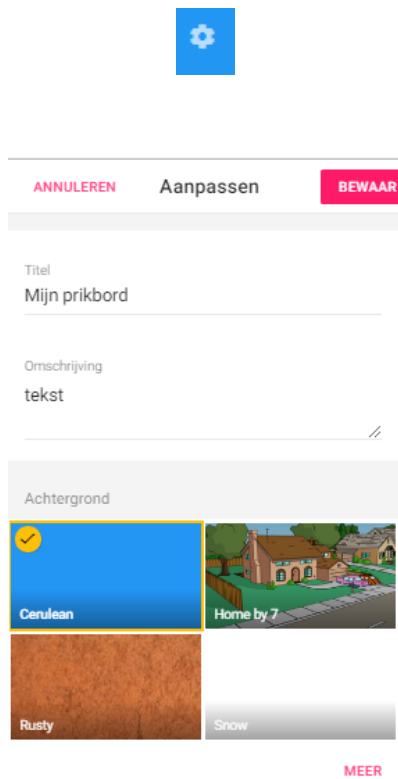 ANNULEREN Aanpassen BEWAAR
Titel
Mijn prikbord
Omschrijving
tekst
Achtergrond
Cerulean Home by 7
Rusty Snow
MEER